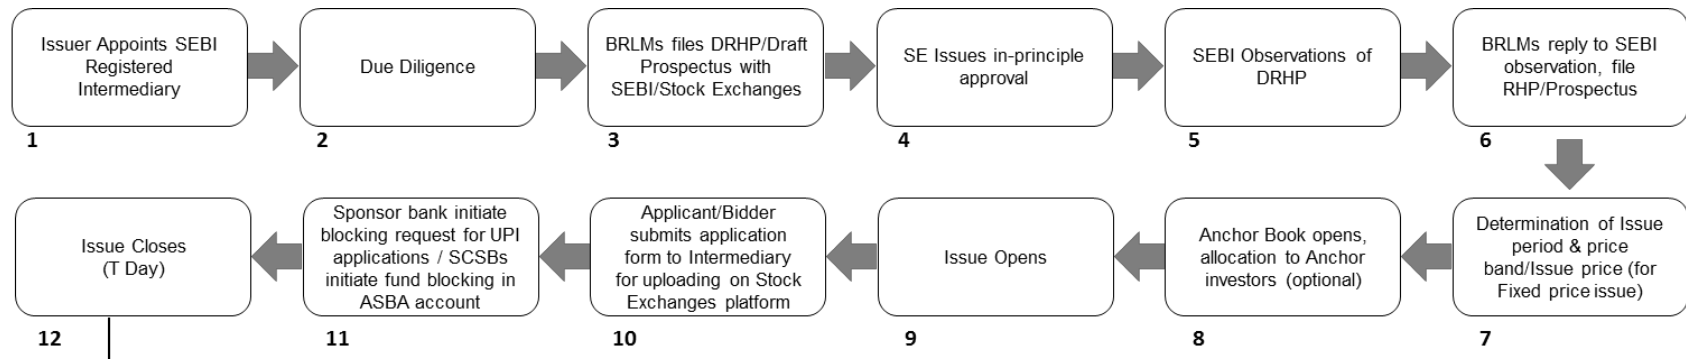 Issuer Appoints SEBI
Registered
Intermediary
1
Due Diligence
2
BRLMs files DRHP/Draft
Prospectus with
SEBI/Stock Exchanges
3
SE Issues in-principle
approval
4
SEBI Observations of
DRHP
5
BRLMs reply to SEBI
observation, file
RHP/Prospectus
6
Determination of Issue
period & price
band/Issue price (for
Fixed price issue)
7
Anchor Book opens,
allocation to Anchor
investors (optional)
8
Issue Opens
9
Applicant/Bidder
submits application
form to Intermediary
for uploading on Stock
Exchanges platform
10
Sponsor bank initiate
blocking request for UPI
applications / SCSBs
initiate fund blocking in
ASBA account
11
Issue Closes
(T Day)
12